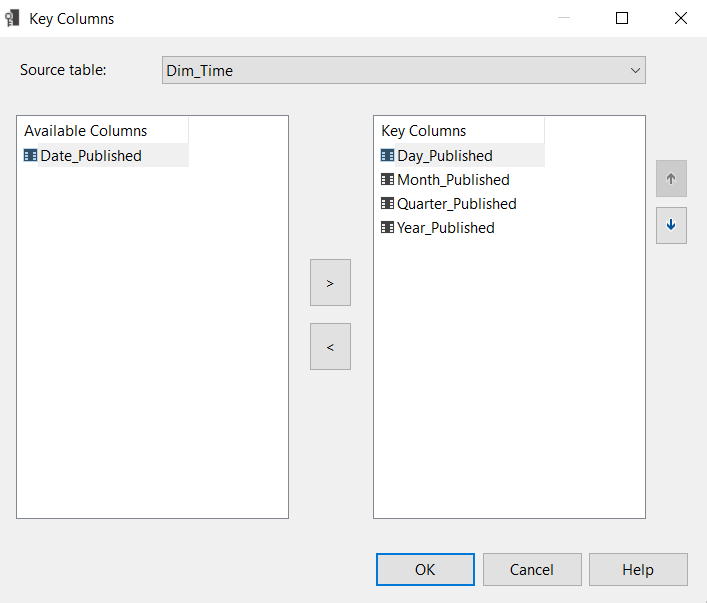 Key Columns
Source table:
Dim_Time
Available Columns
Date_Published
Key Columns
Day_Published
Month_Published
Quarter_Published
Year_Published
>
<
OK
Cancel
Help